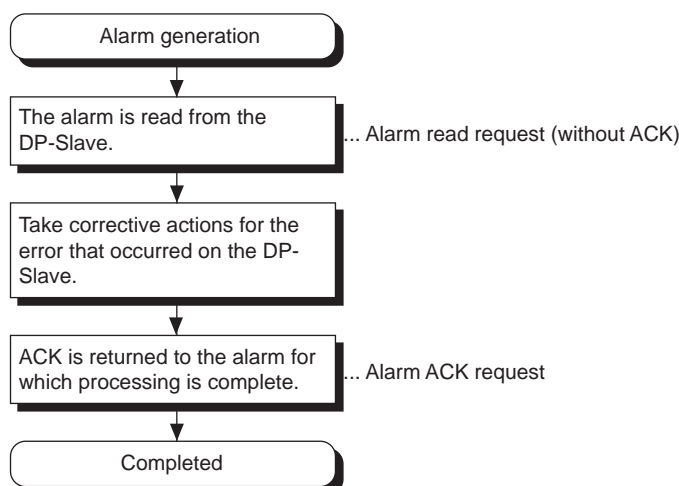 Alarm generation
The alarm is read from the
DP-Slave.
... Alarm read request (without ACK)
Take corrective actions for the
error that occurred on the DP-
Slave.
ACK is returned to the alarm for
which processing is complete.
... Alarm ACK request
Completed